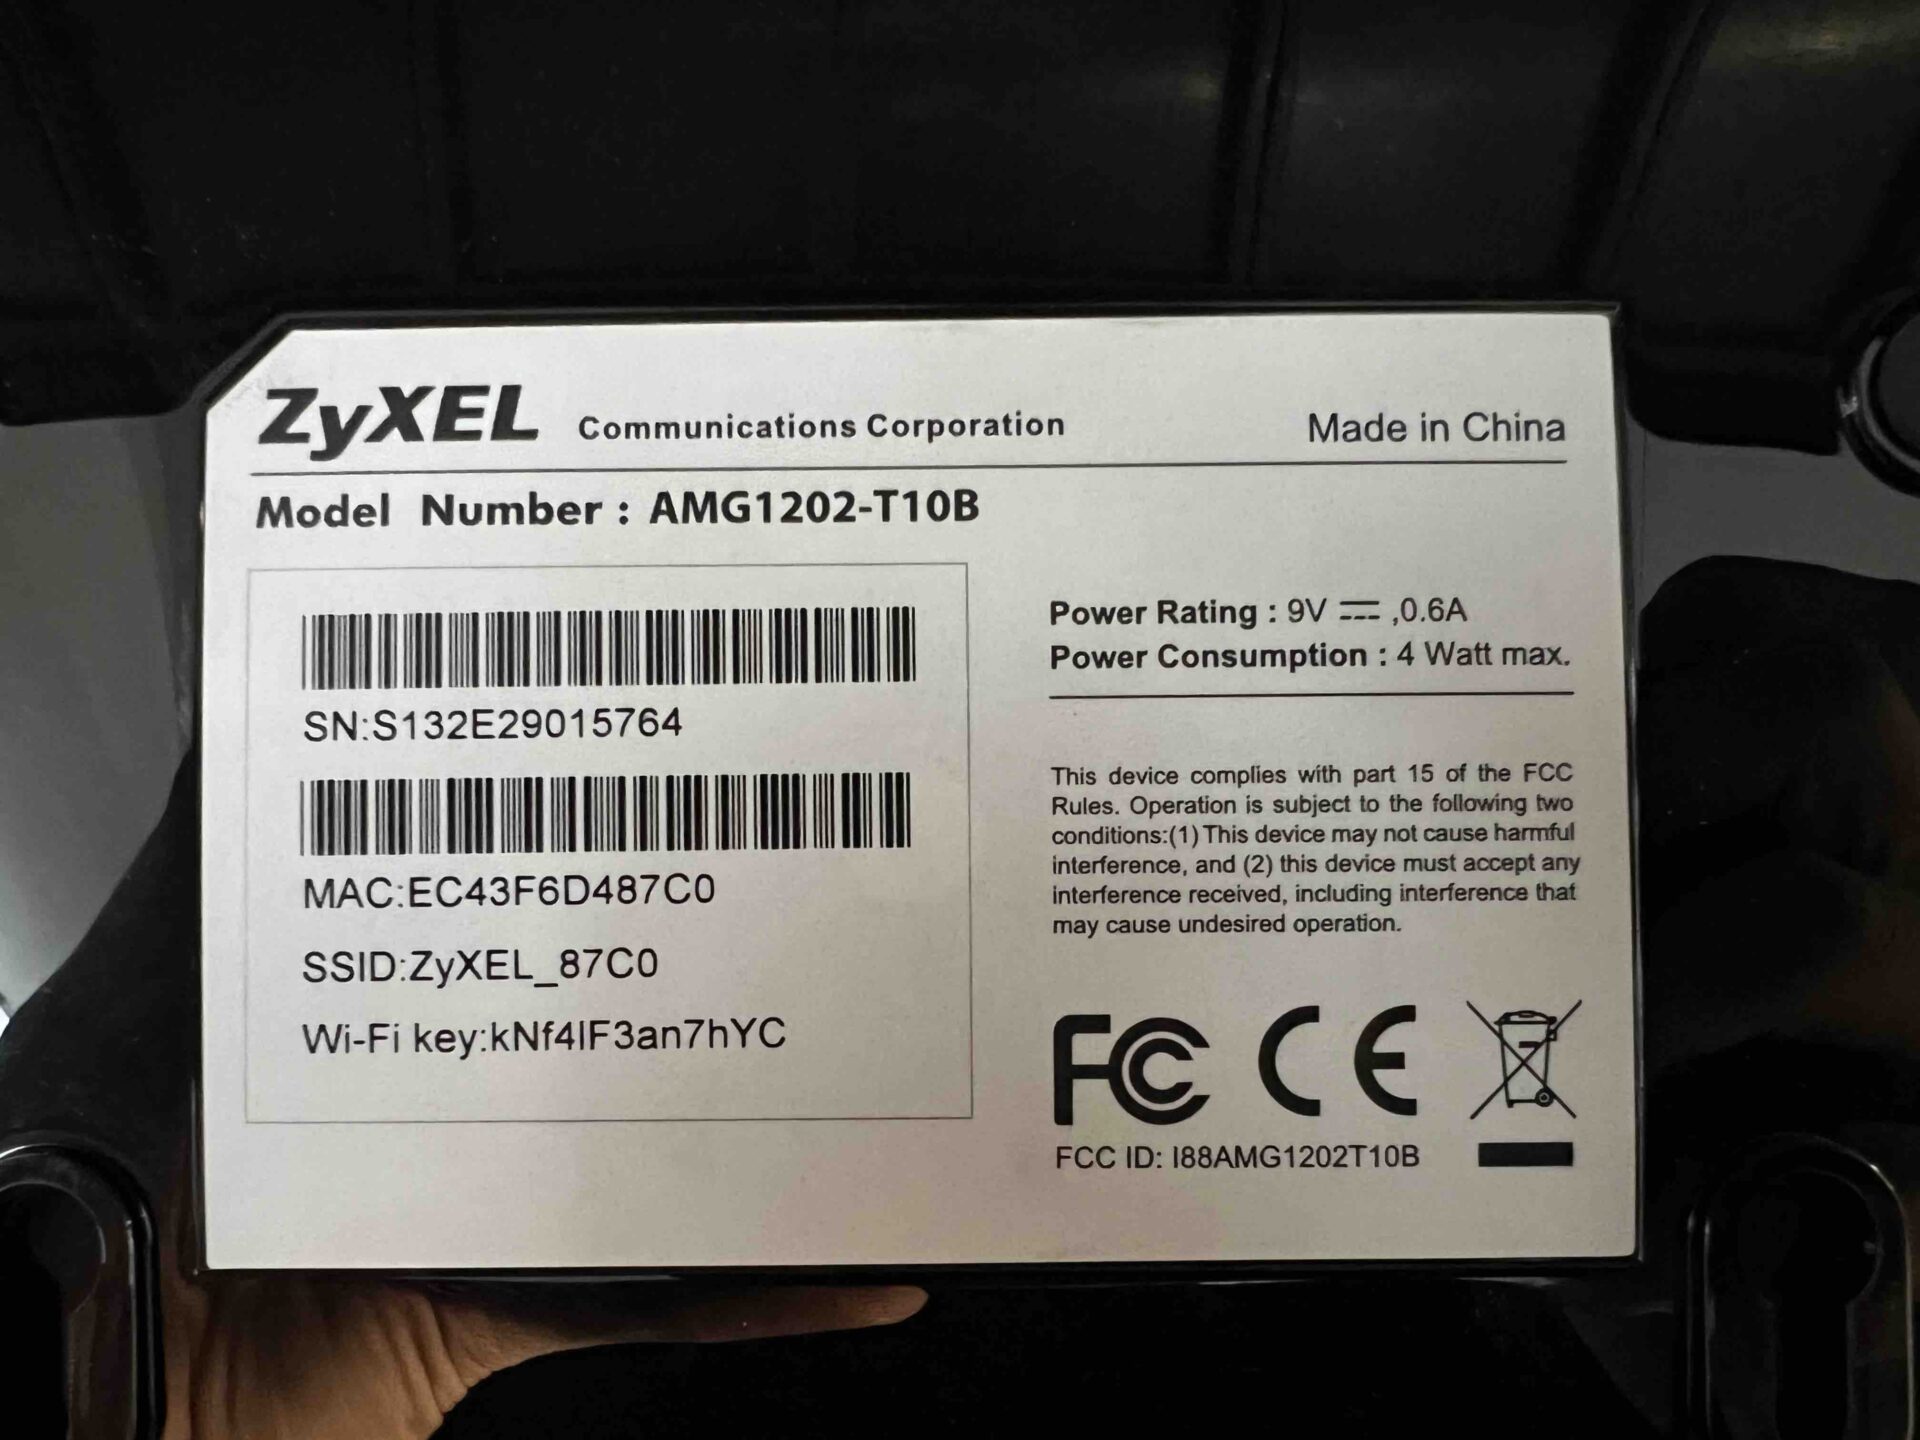 ZyXEL Communications Corporation Made in China
Model Number : AMG1202-T10B
SN:S132E29015764
MAC:EC43F6D487C0
SSID:ZyXEL_87C0
Wi-Fi key:kNf4IF3an7hYC
Power Rating : 9V ⎓ ,0.6A
Power Consumption : 4 Watt max.
This device complies with part 15 of the FCC
Rules. Operation is subject to the following two
conditions:(1) This device may not cause harmful
interference, and (2) this device must accept any
interference received, including interference that
may cause undesired operation.
FC CE
FCC ID: I88AMG1202T10B